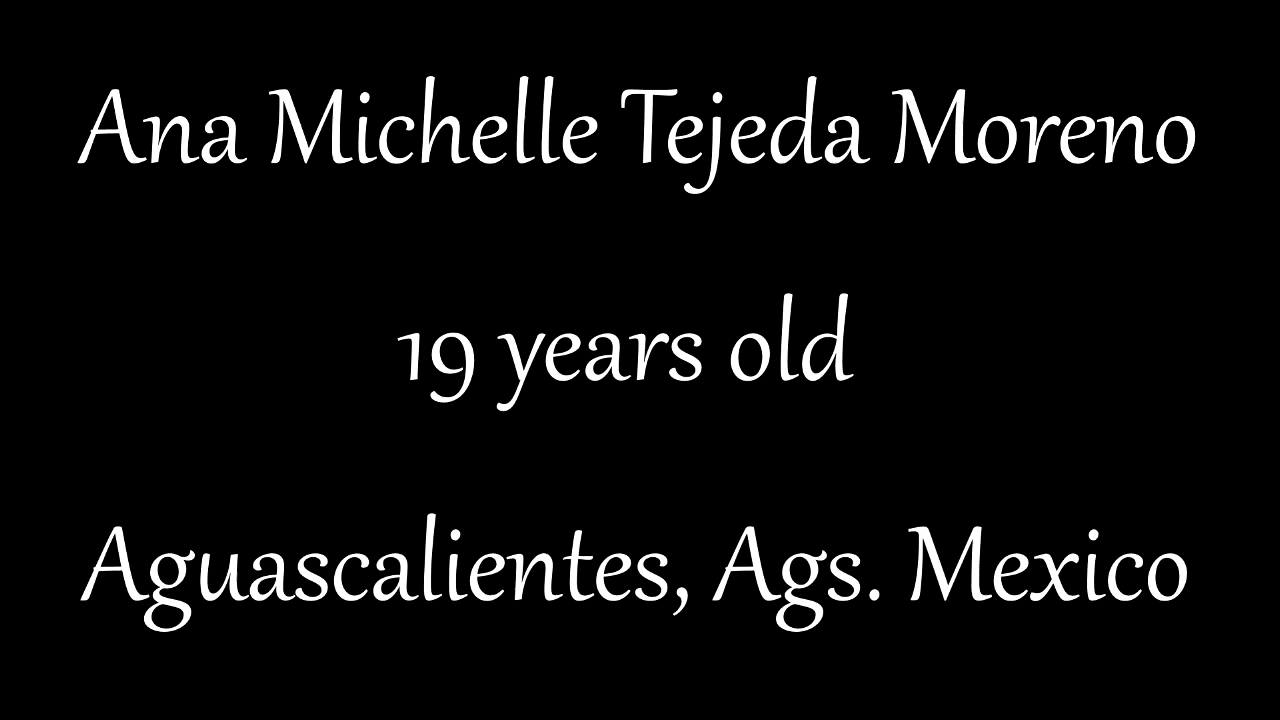 Ana Michelle Tejeda Moreno
19 years old
Aguascalientes, Ags. Mexico